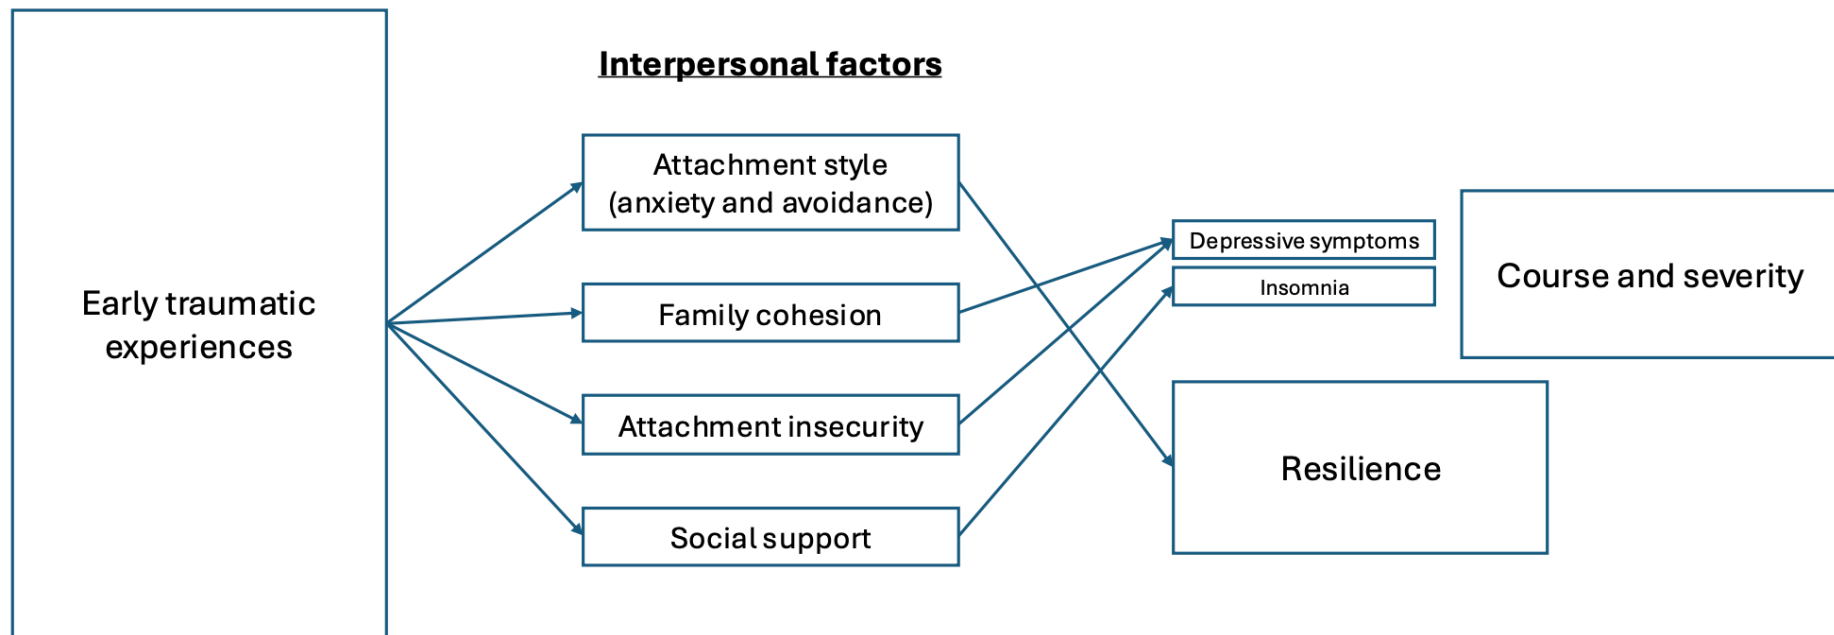 Interpersonal factors
Early traumatic
experiences
Attachment style
(anxiety and avoidance)
Family cohesion
Attachment insecurity
Social support
Depressive symptoms
Insomnia
Course and severity
Resilience